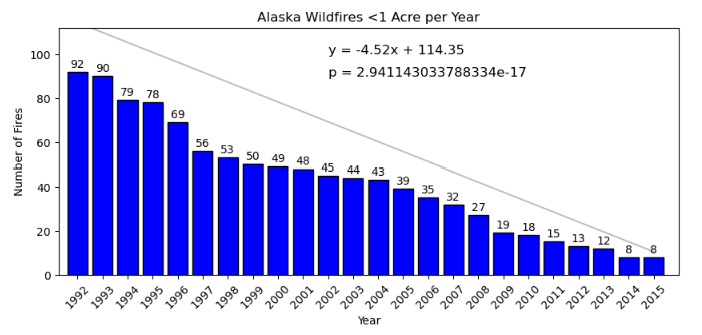 Alaska Wildfires <1 Acre per Year
y = -4.52x + 114.35
p = 2.941143033788334e-17
Number of Fires
100
80
60
40
20
0
92 90 79 78 69 56 53 50 49 48 45 44 43 39 35 32 27 19 18 15 13 12 8 8
1992 1993 1994 1995 1996 1997 1998 1999 2000 2001 2002 2003 2004 2005 2006 2007 2008 2009 2010 2011 2012 2013 2014 2015
Year